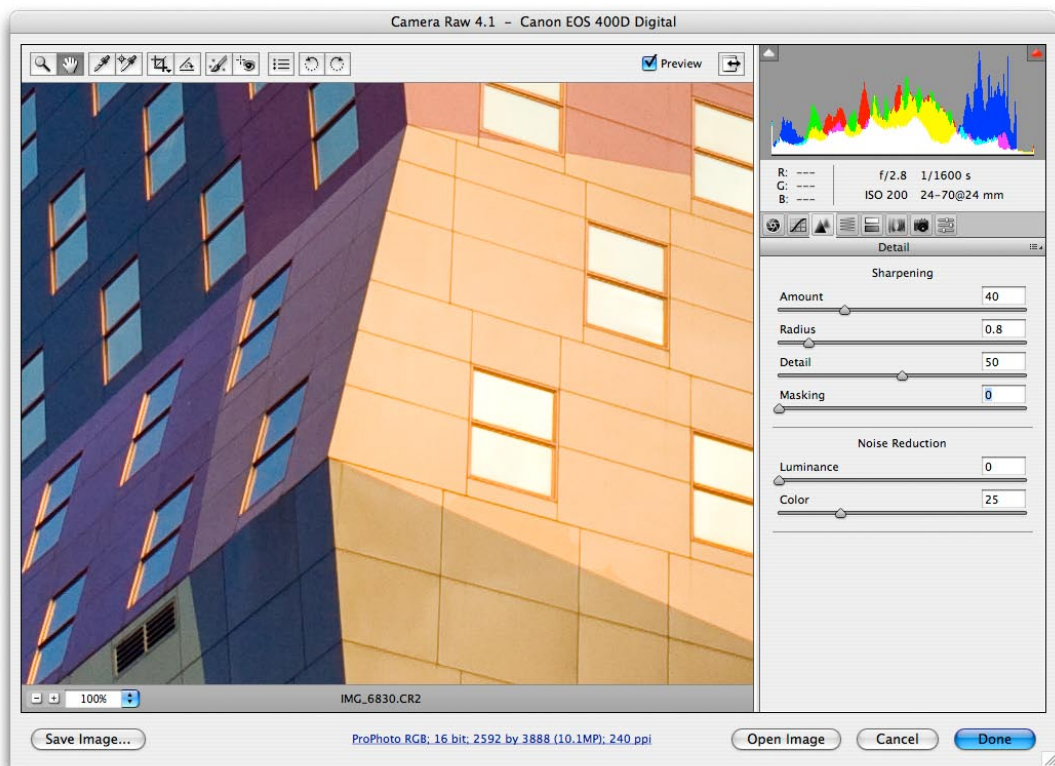 Camera Raw 4.1 – Canon EOS 400D Digital
Preview
R: ---
G: ---
B: ---
f/2.8 1/1600 s
ISO 200 24–70@24 mm
Detail
Sharpening
Amount 40
Radius 0.8
Detail 50
Masking 0
Noise Reduction
Luminance 0
Color 25
100%
IMG_6830.CR2
Save Image...
ProPhoto RGB; 16 bit; 2592 by 3888 (10.1MP); 240 ppi
Open Image
Cancel
Done